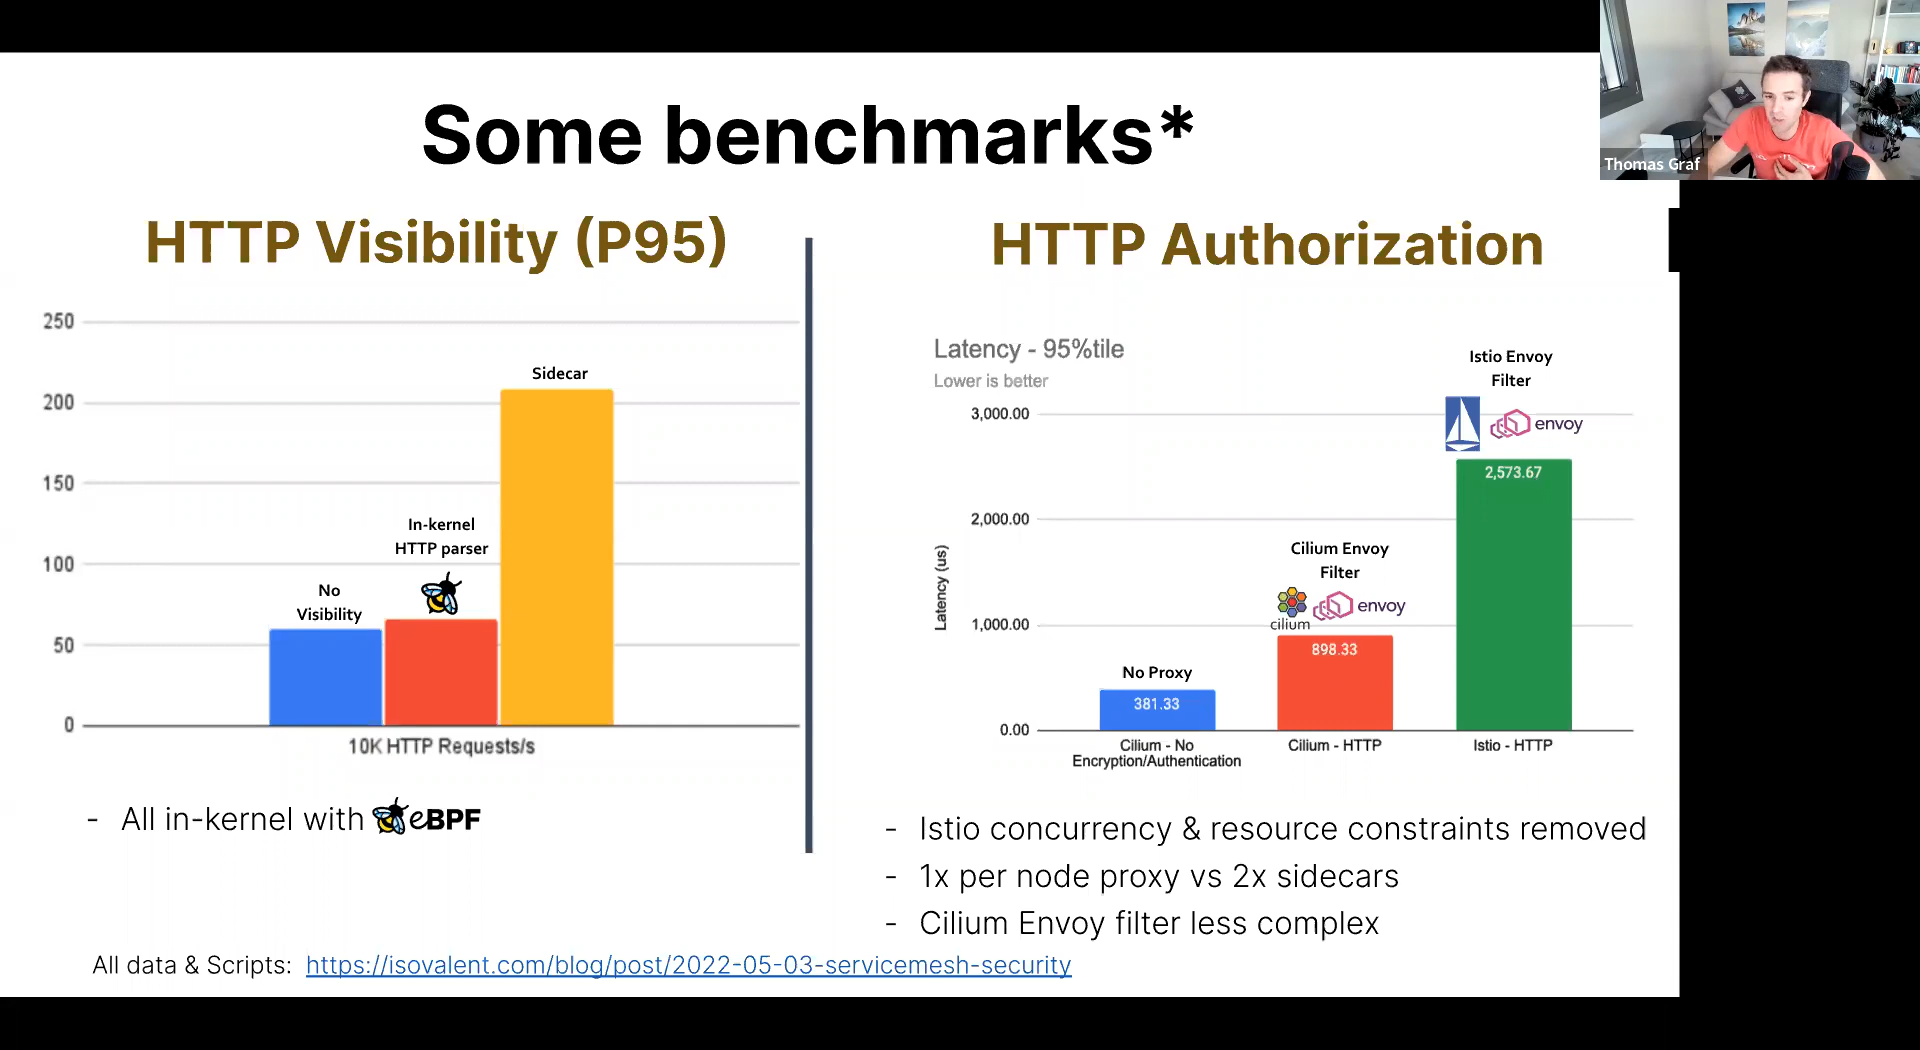 Some benchmarks*
Thomas Graf
HTTP Visibility (P95)
250
200
150
100
50
0
No
Visibility
In-kernel
HTTP parser
Sidecar
10K HTTP Requests/s
- All in-kernel with eBPF
HTTP Authorization
Latency - 95%tile
Lower is better
Latency (us)
3,000.00
2,000.00
1,000.00
0.00
No Proxy
381.33
Cilium Envoy
Filter
cilium
envoy
898.33
Istio Envoy
Filter
envoy
2,573.67
Cilium - No
Encryption/Authentication
Cilium - HTTP
Istio - HTTP
- Istio concurrency & resource constraints removed
- 1x per node proxy vs 2x sidecars
- Cilium Envoy filter less complex
All data & Scripts: https://isovalent.com/blog/post/2022-05-03-servicemesh-security